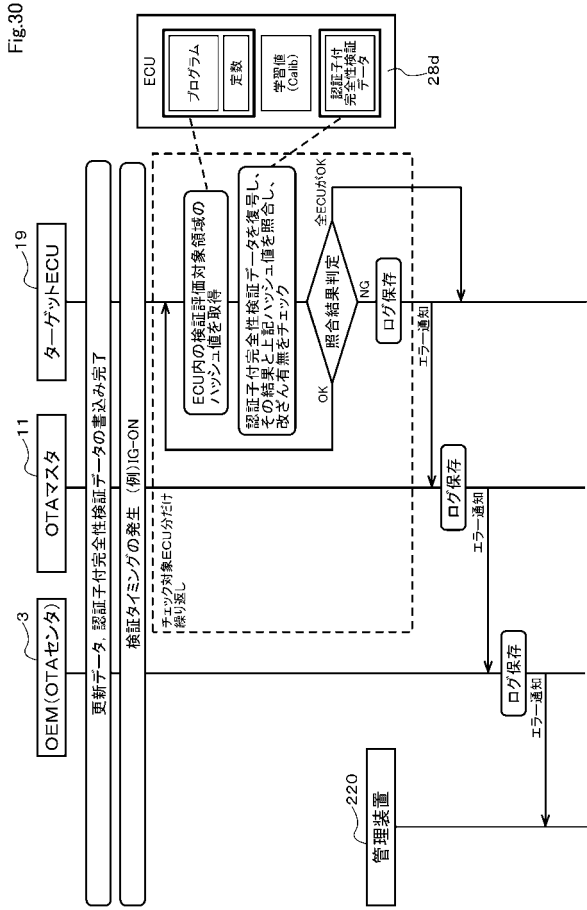 Fig.30
3
OEM(OTAセンタ)
11
OTAマスタ
19
ターゲットECU
更新データ, 認証子付完全性検証データの書込み完了
検証タイミングの発生 (例)IG-ON
チェック対象ECU分だけ
繰り返し
ECU内の検証評価対象領域の
ハッシュ値を取得
認証子付完全性検証データを復号し、
その結果と上記ハッシュ値を照合し、
改ざん有無をチェック
照合結果判定
OK
NG
全ECUがOK
ログ保存
エラー通知
ログ保存
エラー通知
ログ保存
エラー通知
220
管理装置
ECU
プログラム
定数
学習値
(Calib)
認証子付
完全性検証
データ
28d